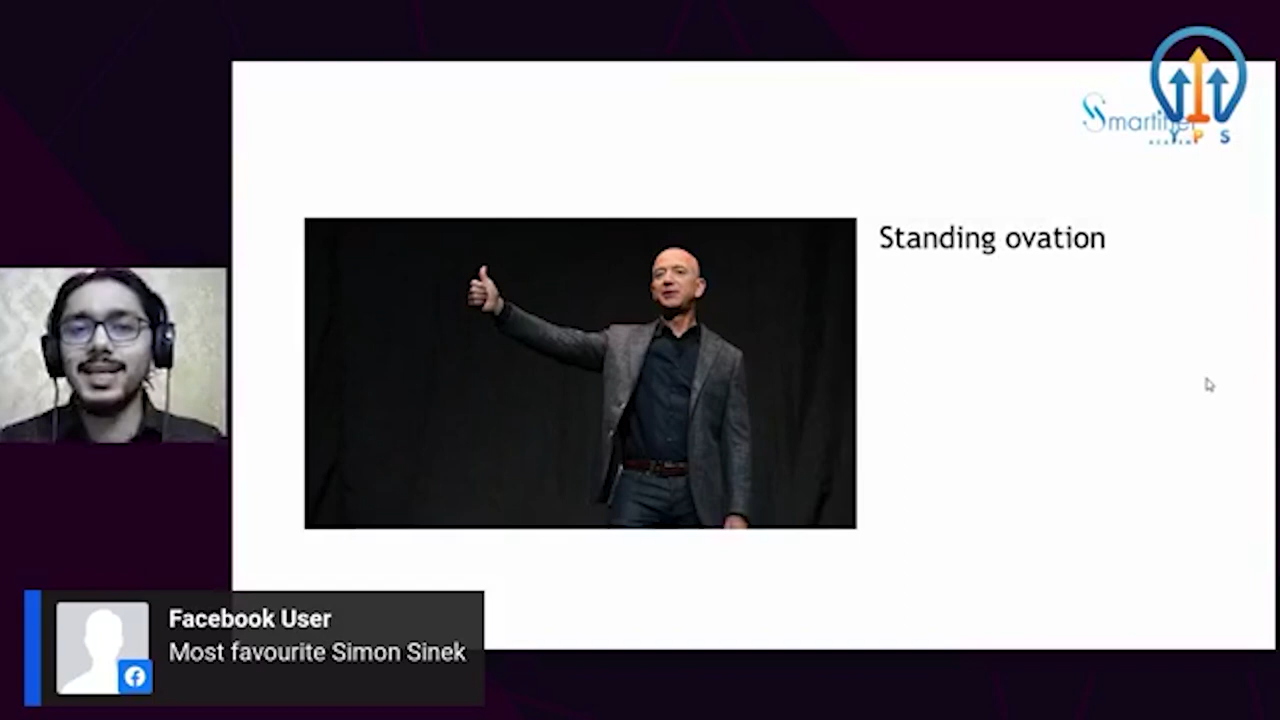 Standing ovation
Y P S
Facebook User
Most favourite Simon Sinek